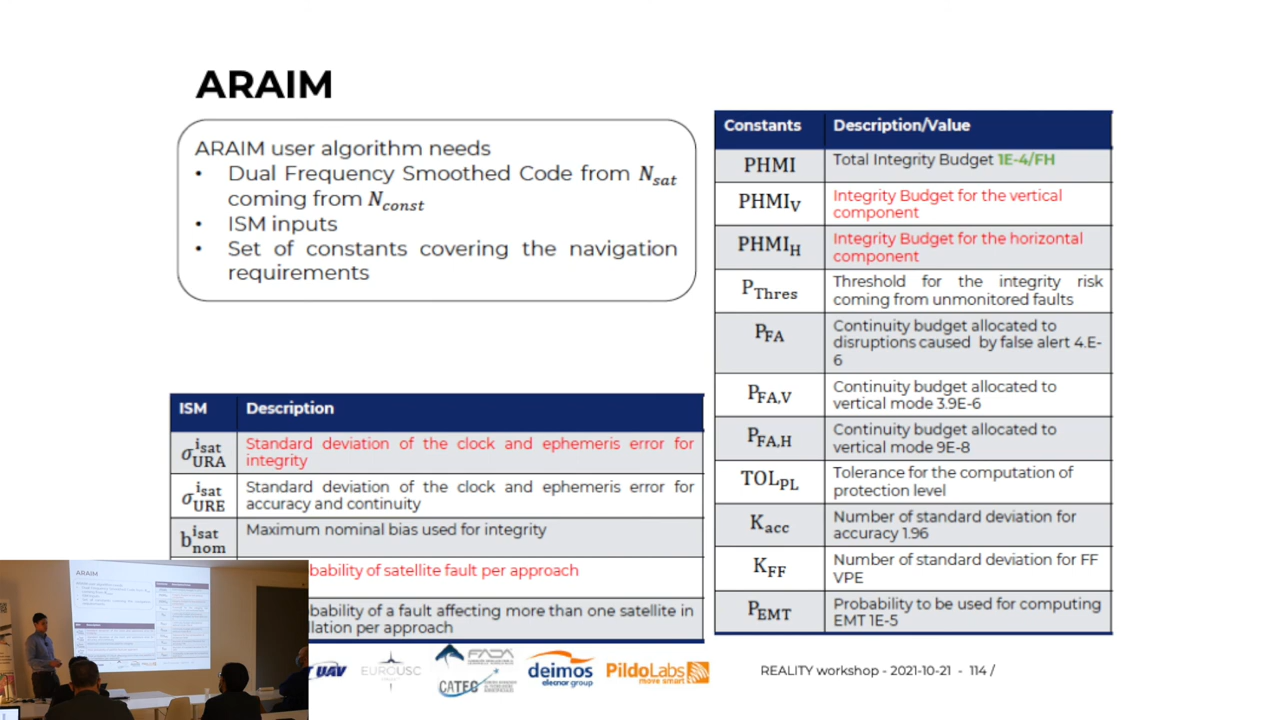 ARAIM
ARAIM user algorithm needs
• Dual Frequency Smoothed Code from N_sat
coming from N_const
• ISM inputs
• Set of constants covering the navigation
requirements
ISM Description
σ_URA^i_sat Standard deviation of the clock and ephemeris error for
integrity
σ_URE^i_sat Standard deviation of the clock and ephemeris error for
accuracy and continuity
b_nom^i_sat Maximum nominal bias used for integrity
bability of satellite fault per approach
bability of a fault affecting more than one satellite in
llation per approach
Constants Description/Value
PHMI Total Integrity Budget 1E-4/FH
PHMI_V Integrity Budget for the vertical
component
PHMI_H Integrity Budget for the horizontal
component
P_Thres Threshold for the integrity risk
coming from unmonitored faults
P_FA Continuity budget allocated to
disruptions caused by false alert 4.E-
6
P_FA,V Continuity budget allocated to
vertical mode 3.9E-6
P_FA,H Continuity budget allocated to
vertical mode 9E-8
TOL_PL Tolerance for the computation of
protection level
K_acc Number of standard deviation for
accuracy 1.96
K_FF Number of standard deviation for FF
VPE
P_EMT Probability to be used for computing
EMT 1E-5
UAV
EUROUSC
FADA
CATEC
deimos
elecnor group
PildoLabs
more smart
REALITY workshop - 2021-10-21 - 114 /